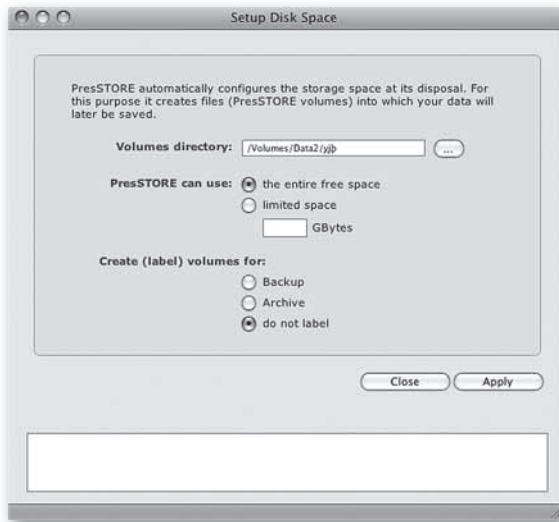 Setup Disk Space
PresSTORE automatically configures the storage space at its disposal. For
this purpose it creates files (PresSTORE volumes) into which your data will
later be saved.
Volumes directory: /Volumes/Data2/yjb ...
PresSTORE can use: the entire free space
limited space
GBytes
Create (label) volumes for:
Backup
Archive
do not label
Close Apply